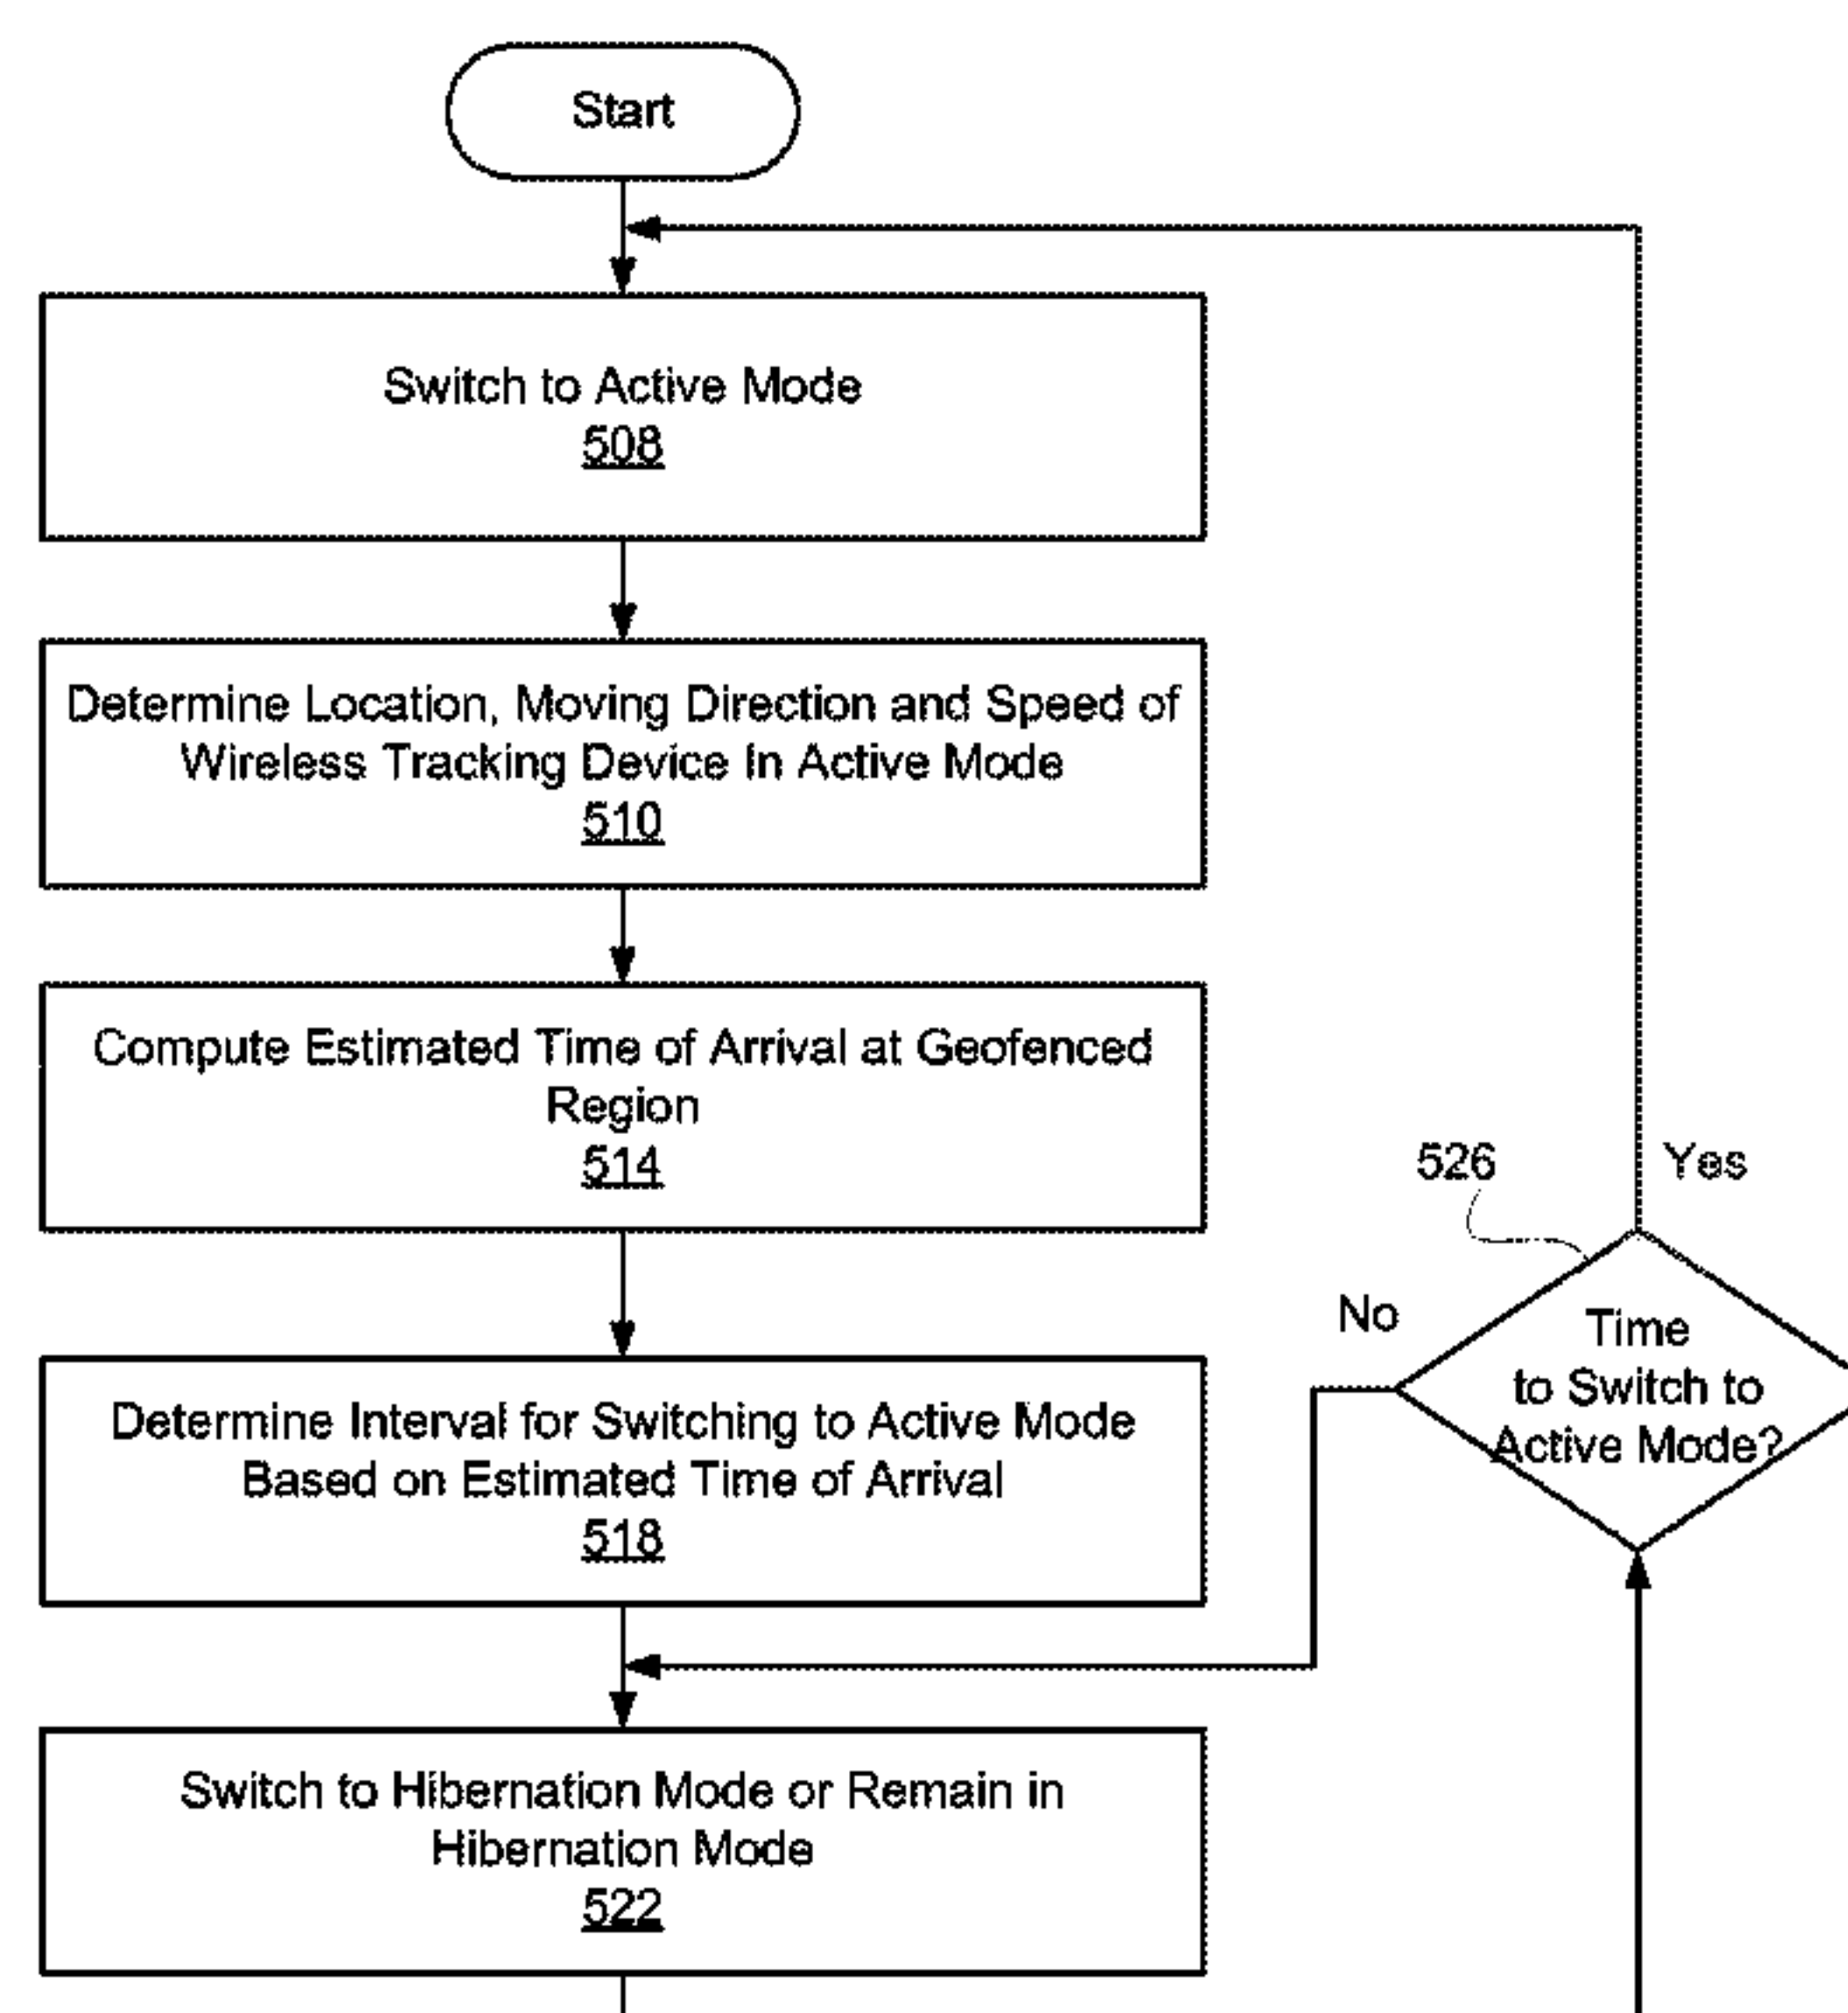 Start
Switch to Active Mode
508
Determine Location, Moving Direction and Speed of
Wireless Tracking Device In Active Mode
510
Compute Estimated Time of Arrival at Geofenced
Region
514
526
Yes
No
Time
to Switch to
Active Mode?
Determine Interval for Switching to Active Mode
Based on Estimated Time of Arrival
518
Switch to Hibernation Mode or Remain in
Hibernation Mode
522